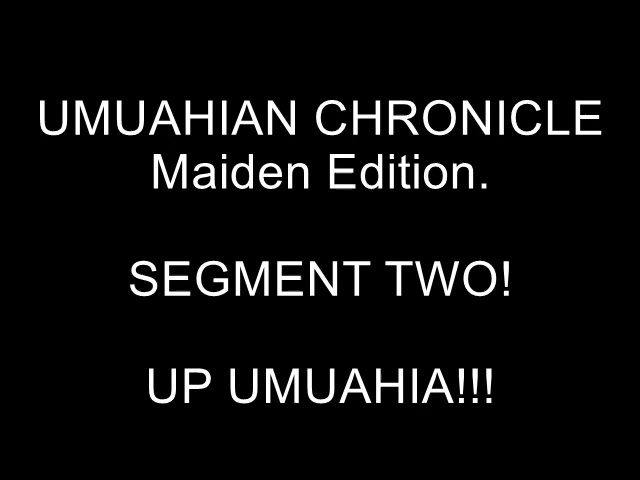 UMUAHIAN CHRONICLE
Maiden Edition.
SEGMENT TWO!
UP UMUAHIA!!!